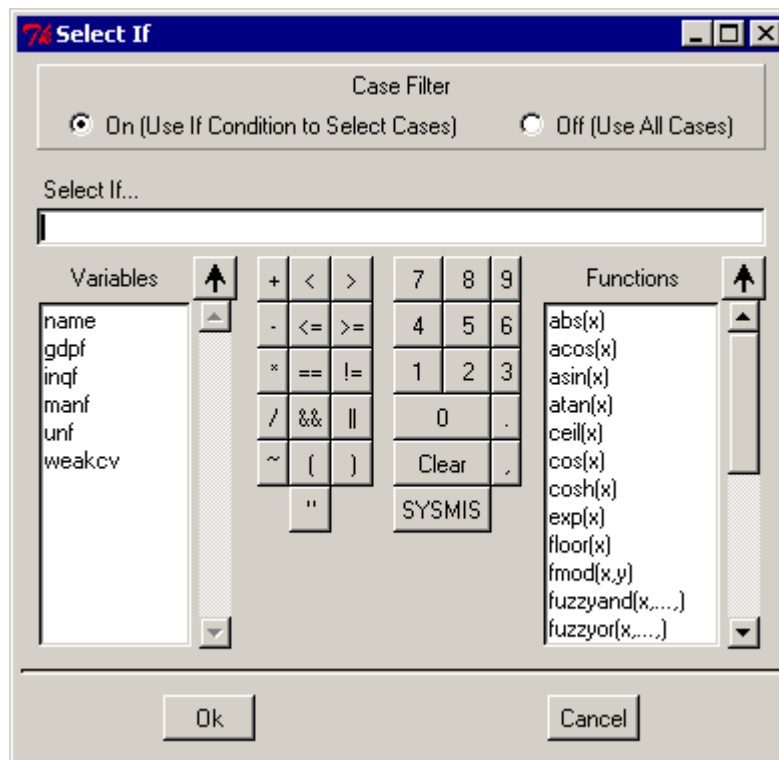 Select If
Case Filter
On (Use If Condition to Select Cases)
Off (Use All Cases)
Select If...
Variables
name
gdpf
inqf
manf
unf
weakcv
+ < >
- <= >=
* == !=
/ && ||
~ ( )
"
7 8 9
4 5 6
1 2 3
0 .
Clear ,
SYSMIS
Functions
abs(x)
acos(x)
asin(x)
atan(x)
ceil(x)
cos(x)
cosh(x)
exp(x)
floor(x)
fmod(x,y)
fuzzyand(x,...,)
fuzzyor(x,...,)
Ok
Cancel